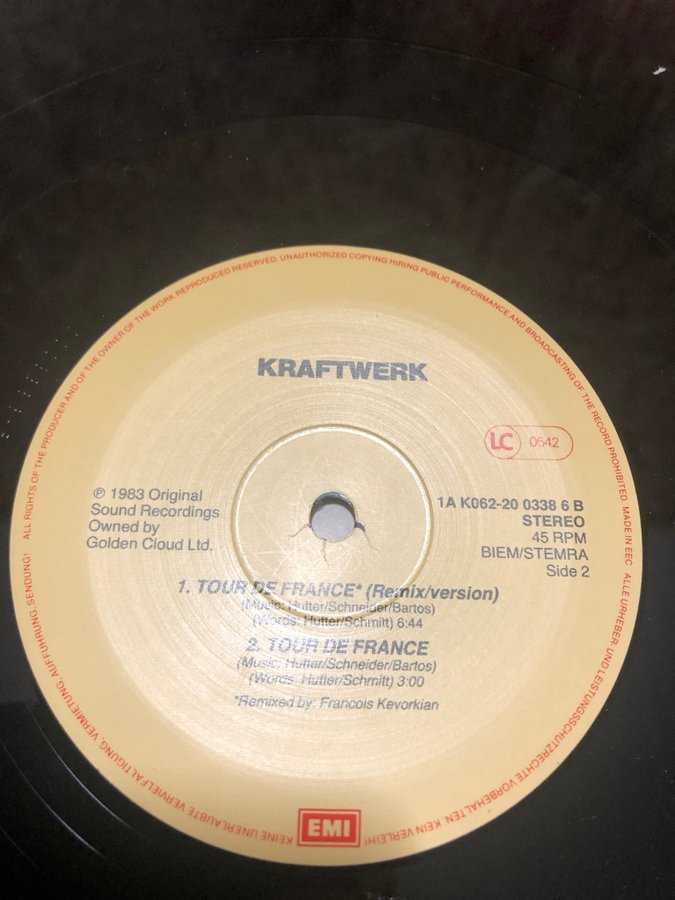 KRAFTWERK
LC 0542
℗ 1983 Original
Sound Recordings
Owned by
Golden Cloud Ltd.
1A K062-20 0338 6 B
STEREO
45 RPM
BIEM/STEMRA
Side 2
1. TOUR DE FRANCE* (Remix/version)
(Music: Hutter/Schneider/Bartos)
(Words: Hutter/Schmitt) 6:44
2. TOUR DE FRANCE
(Music: Hutter/Schneider/Bartos)
(Words Hutter/Schmitt) 3:00
*Remixed by: Francois Kevorkian
EMI
ALL RIGHTS OF THE PRODUCER AND OF THE OWNER OF THE WORK REPRODUCED RESERVED. UNAUTHORIZED COPYING HIRING PUBLIC PERFORMANCE AND BROADCASTING OF THE RECORD PROHIBITED. MADE IN EEC ALLE URHEBER- UND LEISTUNGSSCHUTZRECHTE VORBEHALTEN. KEIN VERLEIH! KEINE UNERLAUBTE VERVIELFÄLTIGUNG, VERMIETUNG, AUFFÜHRUNG, SENDUNG!